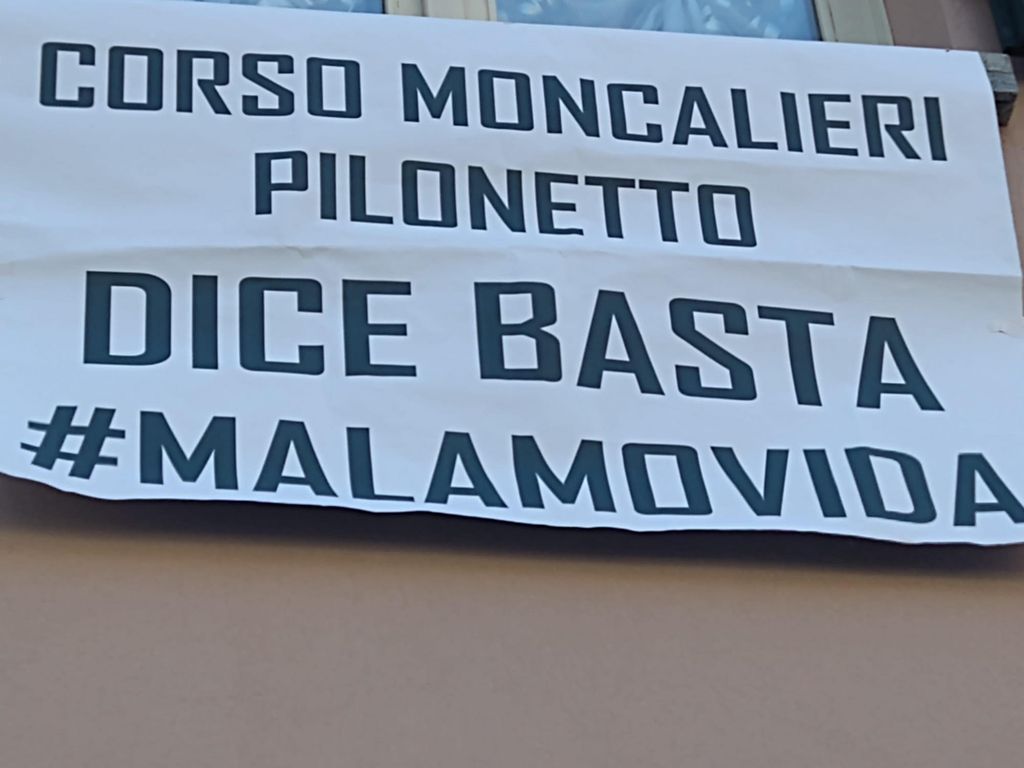 CORSO MONCALIERI
PILONETTO
DICE BASTA
#MALAMOVIDA